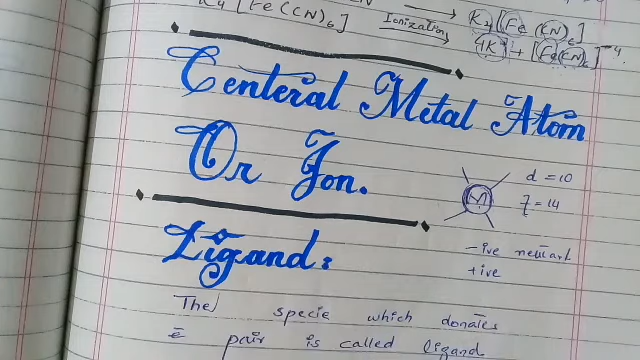 K4[Fe(CN)6] Ionization K4[Fe(CN)6]
4K + [Fe(CN)6]-4
Centeral Metal Atom
Or Ion.
M d = 10
f = 14
Ligand:
-ive neutral
+ive
The specie which donates
e pair is called ligand